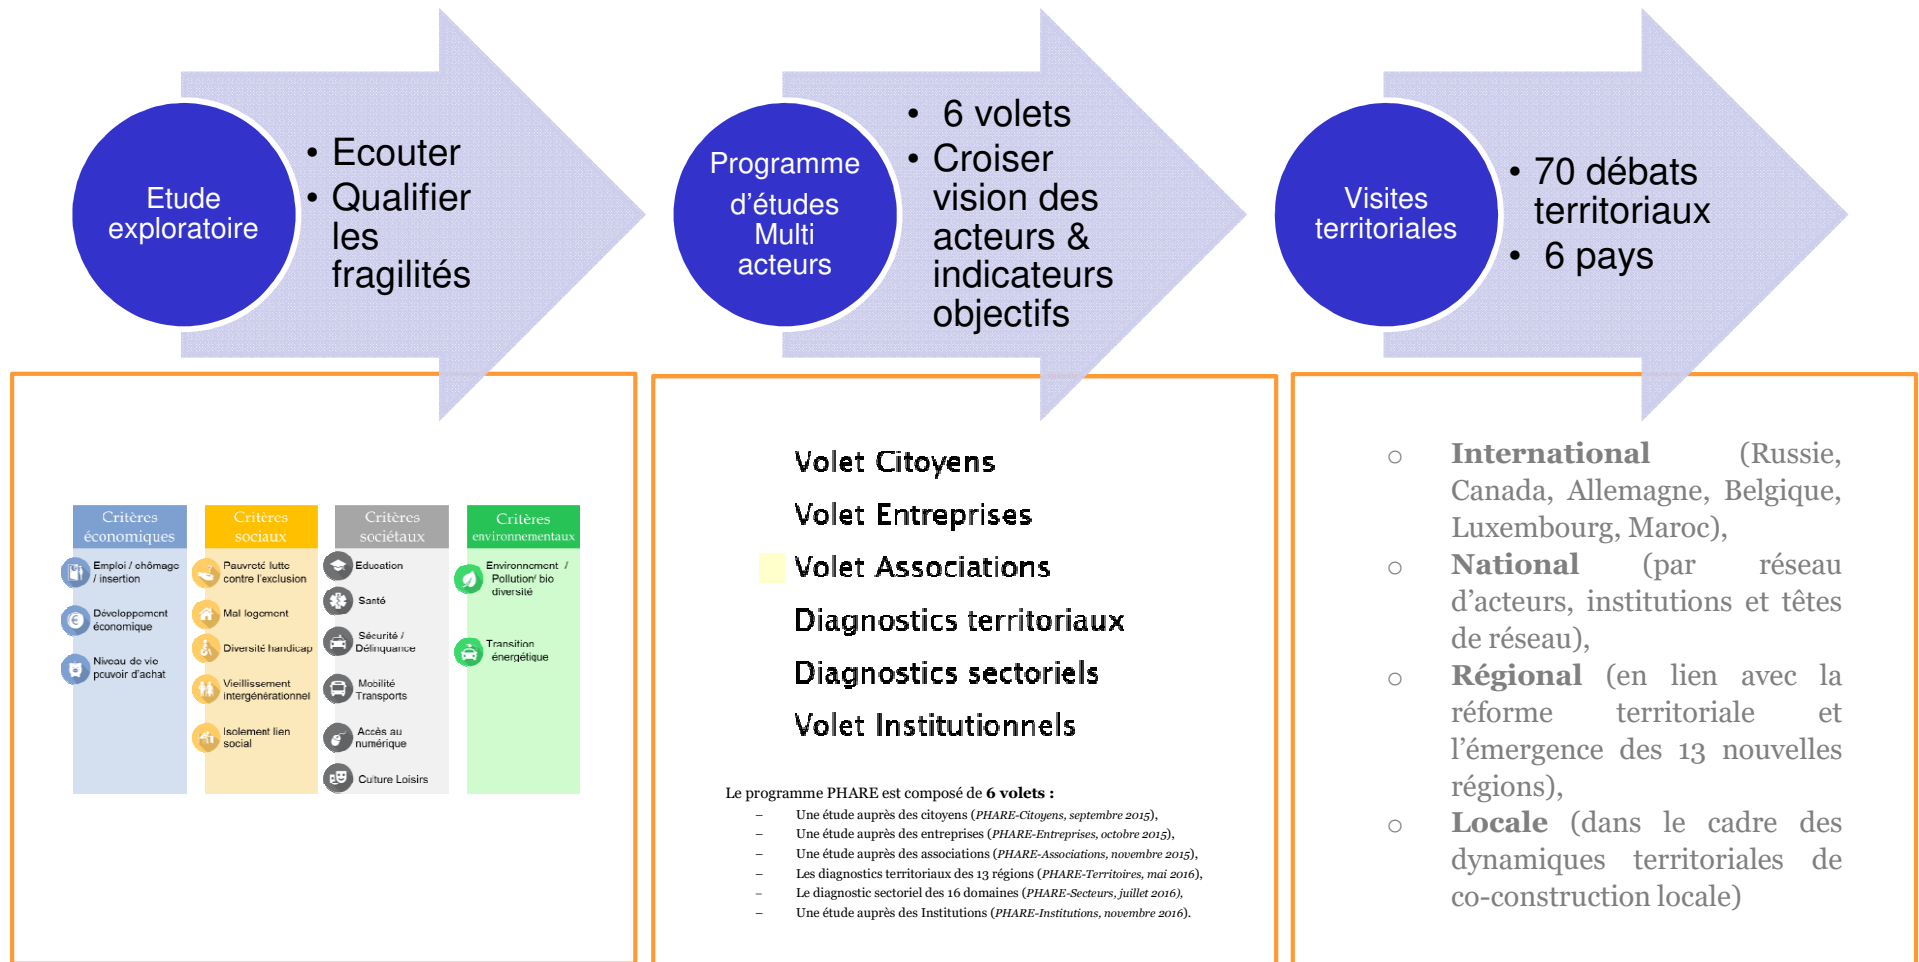 Etude
exploratoire
• Ecouter
• Qualifier
les
fragilités
Programme
d'études
Multi
acteurs
• 6 volets
• Croiser
vision des
acteurs &
indicateurs
objectifs
Visites
territoriales
• 70 débats
territoriaux
• 6 pays
Critères
économiques
Emploi / chômage
/ insertion
Développement
économique
Niveau de vie
pouvoir d'achat
Critères
sociaux
Pauvreté lutte
contre l'exclusion
Mal logement
Diversité handicap
Vieillissement
intergénérationnel
Isolement lien
social
Critères
sociétaux
Education
Santé
Sécurité /
Délinquance
Mobilité
Transports
Accès au
numérique
Culture Loisirs
Critères
environnementaux
Environnement /
Pollution/ bio
diversité
Transition
énergétique
Volet Citoyens
Volet Entreprises
Volet Associations
Diagnostics territoriaux
Diagnostics sectoriels
Volet Institutionnels
Le programme PHARE est composé de 6 volets :
– Une étude auprès des citoyens (PHARE-Citoyens, septembre 2015),
– Une étude auprès des entreprises (PHARE-Entreprises, octobre 2015),
– Une étude auprès des associations (PHARE-Associations, novembre 2015),
– Les diagnostics territoriaux des 13 régions (PHARE-Territoires, mai 2016),
– Le diagnostic sectoriel des 16 domaines (PHARE-Secteurs, juillet 2016),
– Une étude auprès des Institutions (PHARE-Institutions, novembre 2016).
o International (Russie,
Canada, Allemagne, Belgique,
Luxembourg, Maroc),
o National (par réseau
d'acteurs, institutions et têtes
de réseau),
o Régional (en lien avec la
réforme territoriale et
l'émergence des 13 nouvelles
régions),
o Locale (dans le cadre des
dynamiques territoriales de
co-construction locale)